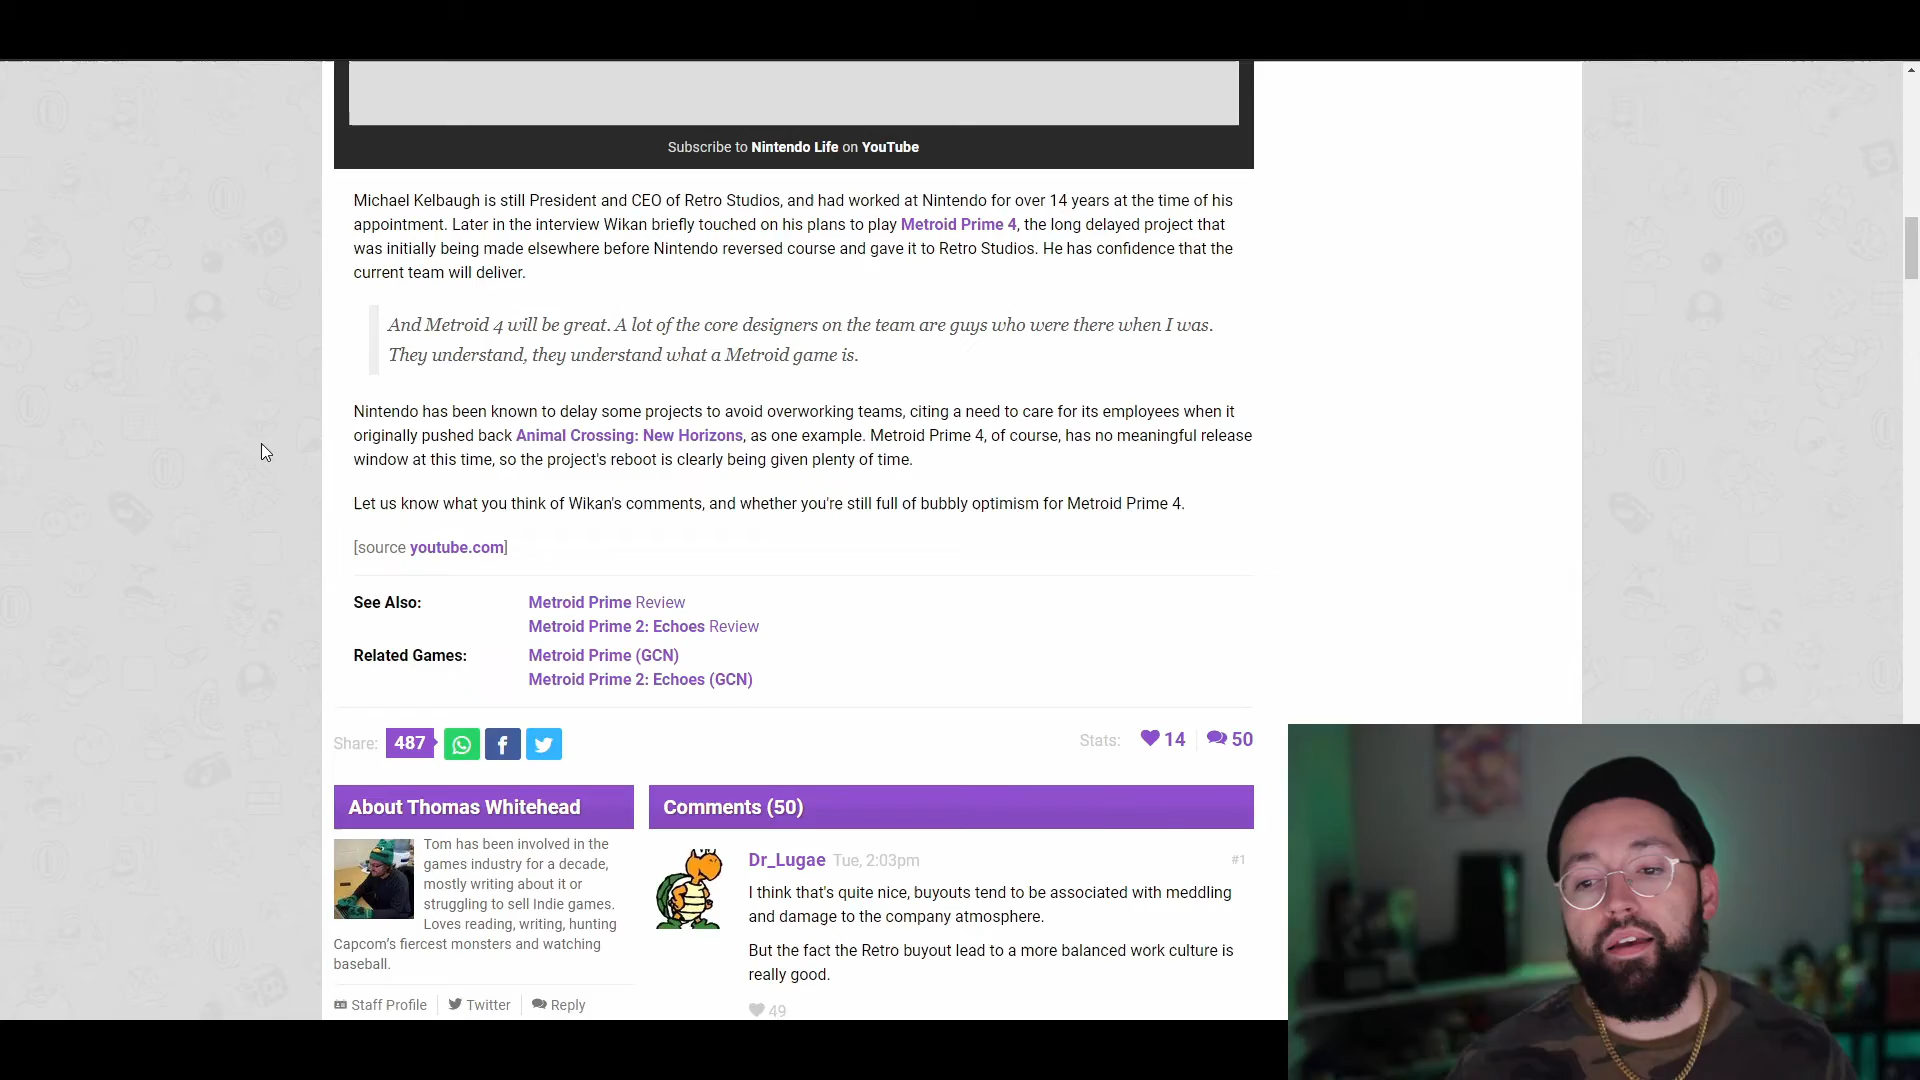 Subscribe to Nintendo Life on YouTube
Michael Kelbaugh is still President and CEO of Retro Studios, and had worked at Nintendo for over 14 years at the time of his
appointment. Later in the interview Wikan briefly touched on his plans to play Metroid Prime 4, the long delayed project that
was initially being made elsewhere before Nintendo reversed course and gave it to Retro Studios. He has confidence that the
current team will deliver.
And Metroid 4 will be great. A lot of the core designers on the team are guys who were there when I was.
They understand, they understand what a Metroid game is.
Nintendo has been known to delay some projects to avoid overworking teams, citing a need to care for its employees when it
originally pushed back Animal Crossing: New Horizons, as one example. Metroid Prime 4, of course, has no meaningful release
window at this time, so the project's reboot is clearly being given plenty of time.
Let us know what you think of Wikan's comments, and whether you're still full of bubbly optimism for Metroid Prime 4.
[source youtube.com]
See Also:
Metroid Prime Review
Metroid Prime 2: Echoes Review
Related Games:
Metroid Prime (GCN)
Metroid Prime 2: Echoes (GCN)
Share: 487
Stats: 14 50
About Thomas Whitehead
Tom has been involved in the
games industry for a decade,
mostly writing about it or
struggling to sell Indie games.
Loves reading, writing, hunting
Capcom's fiercest monsters and watching
baseball.
Staff Profile Twitter Reply
Comments (50)
Dr_Lugae Tue, 2:03pm #1
I think that's quite nice, buyouts tend to be associated with meddling
and damage to the company atmosphere.
But the fact the Retro buyout lead to a more balanced work culture is
really good.
49